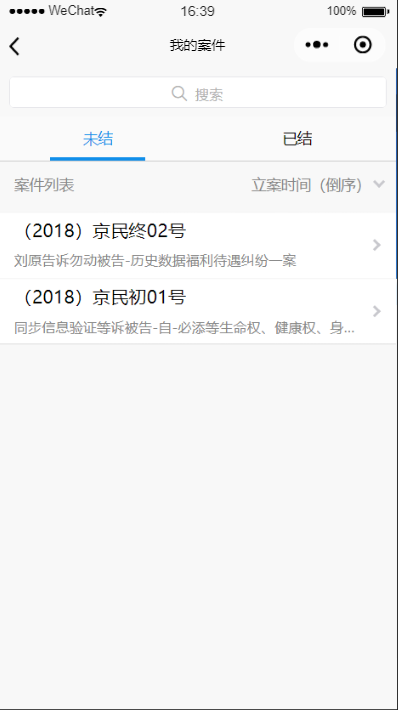 WeChat 16:39 100%
我的案件
搜索
未结 已结
案件列表 立案时间（倒序）
（2018）京民终02号
刘原告诉勿动被告-历史数据福利待遇纠纷一案
（2018）京民初01号
同步信息验证等诉被告-自-必添等生命权、健康权、身...